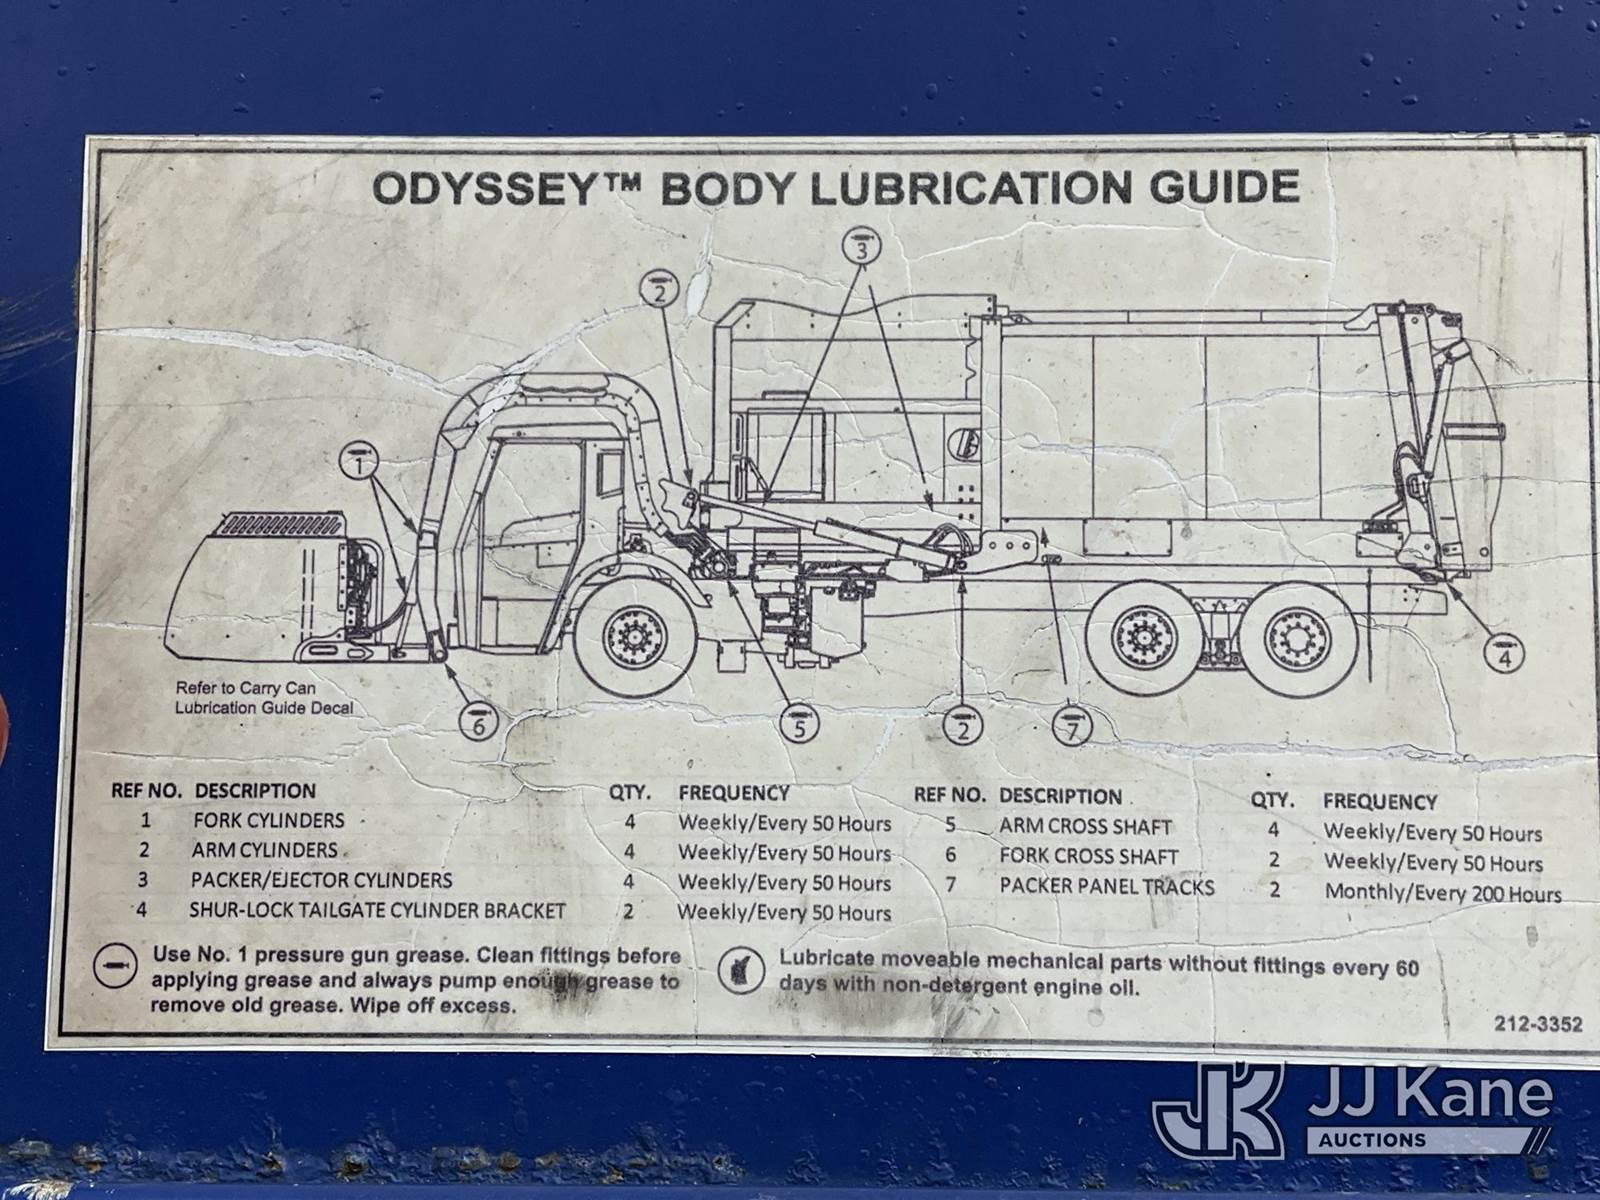 ODYSSEY™ BODY LUBRICATION GUIDE
3
2
1
4
Refer to Carry Can
Lubrication Guide Decal
6
5
2
7
REF NO. DESCRIPTION QTY. FREQUENCY
1 FORK CYLINDERS 4 Weekly/Every 50 Hours
2 ARM CYLINDERS 4 Weekly/Every 50 Hours
3 PACKER/EJECTOR CYLINDERS 4 Weekly/Every 50 Hours
4 SHUR-LOCK TAILGATE CYLINDER BRACKET 2 Weekly/Every 50 Hours
REF NO. DESCRIPTION QTY. FREQUENCY
5 ARM CROSS SHAFT 4 Weekly/Every 50 Hours
6 FORK CROSS SHAFT 2 Weekly/Every 50 Hours
7 PACKER PANEL TRACKS 2 Monthly/Every 200 Hours
Use No. 1 pressure gun grease. Clean fittings before
applying grease and always pump enough grease to
remove old grease. Wipe off excess.
Lubricate moveable mechanical parts without fittings every 60
days with non-detergent engine oil.
212-3352
JK JJ Kane
AUCTIONS